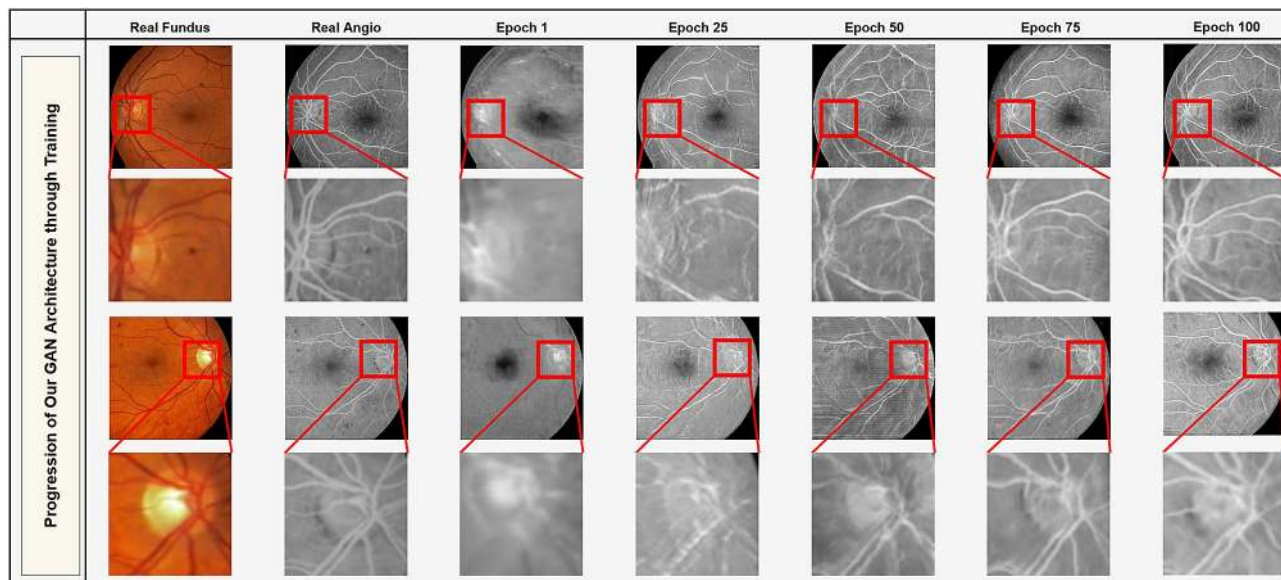 Real Fundus Real Angio Epoch 1 Epoch 25 Epoch 50 Epoch 75 Epoch 100
Progression of Our GAN Architecture through Training